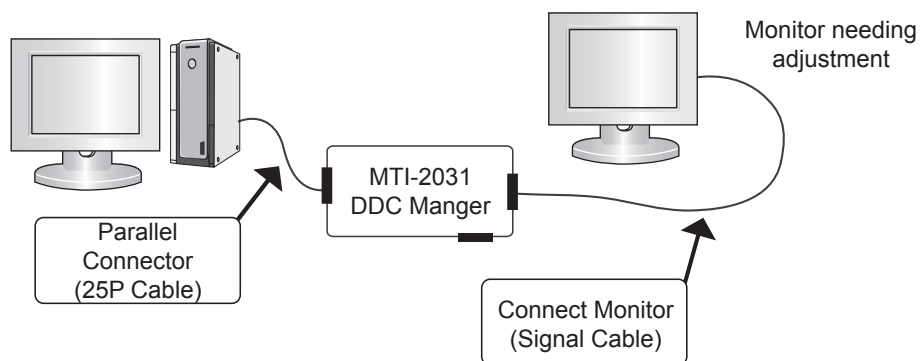 Monitor needing
adjustment
MTI-2031
DDC Manger
Parallel
Connector
(25P Cable)
Connect Monitor
(Signal Cable)